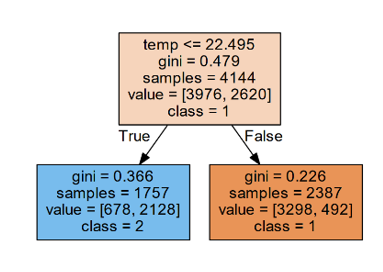 temp <= 22.495
gini = 0.479
samples = 4144
value = [3976, 2620]
class = 1
True
False
gini = 0.366
samples = 1757
value = [678, 2128]
class = 2
gini = 0.226
samples = 2387
value = [3298, 492]
class = 1